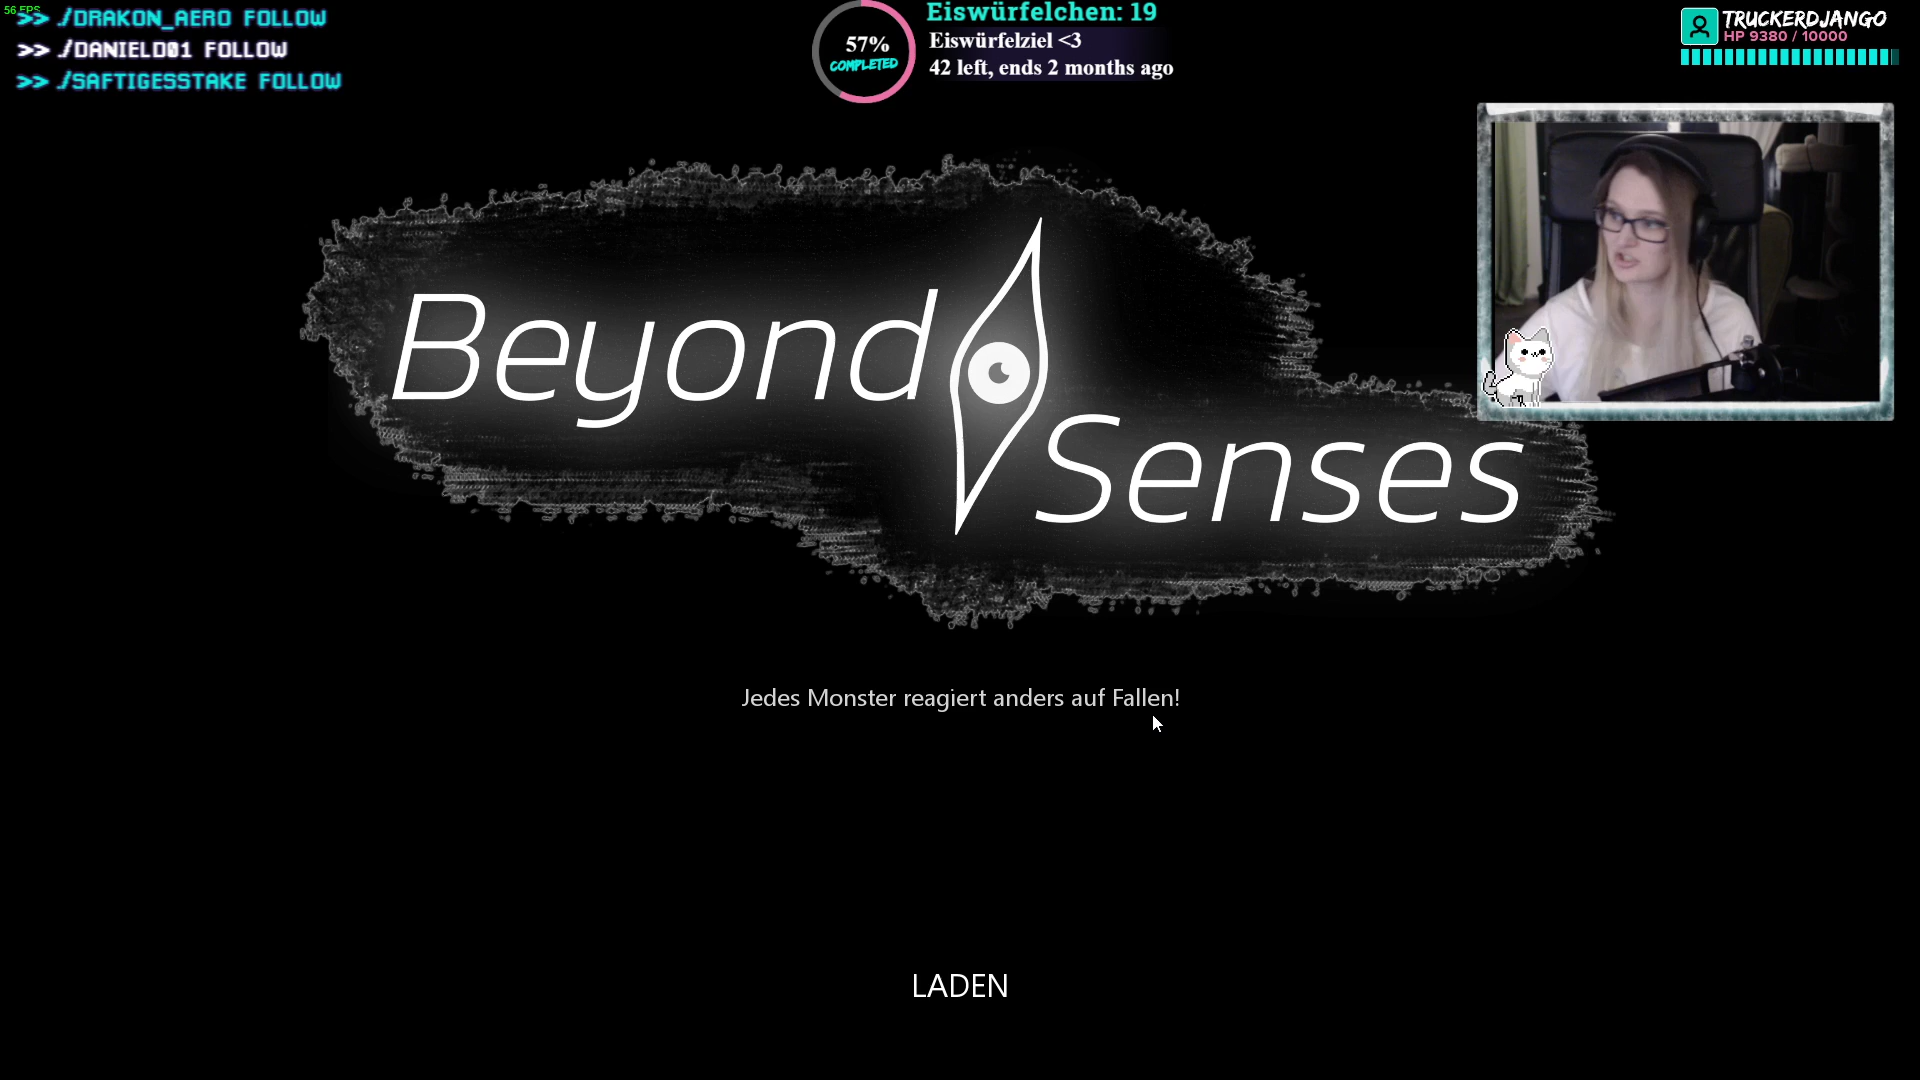 56 FPS
>> ./DRAKON_AERO FOLLOW
>> ./DANIELD01 FOLLOW
>> ./SAFTIGESSTAKE FOLLOW
57%
COMPLETED
Eiswürfelchen: 19
Eiswürfelziel <3
42 left, ends 2 months ago
TRUCKERDJANGO
HP 9380 / 10000
Beyond
Senses
Jedes Monster reagiert anders auf Fallen!
LADEN